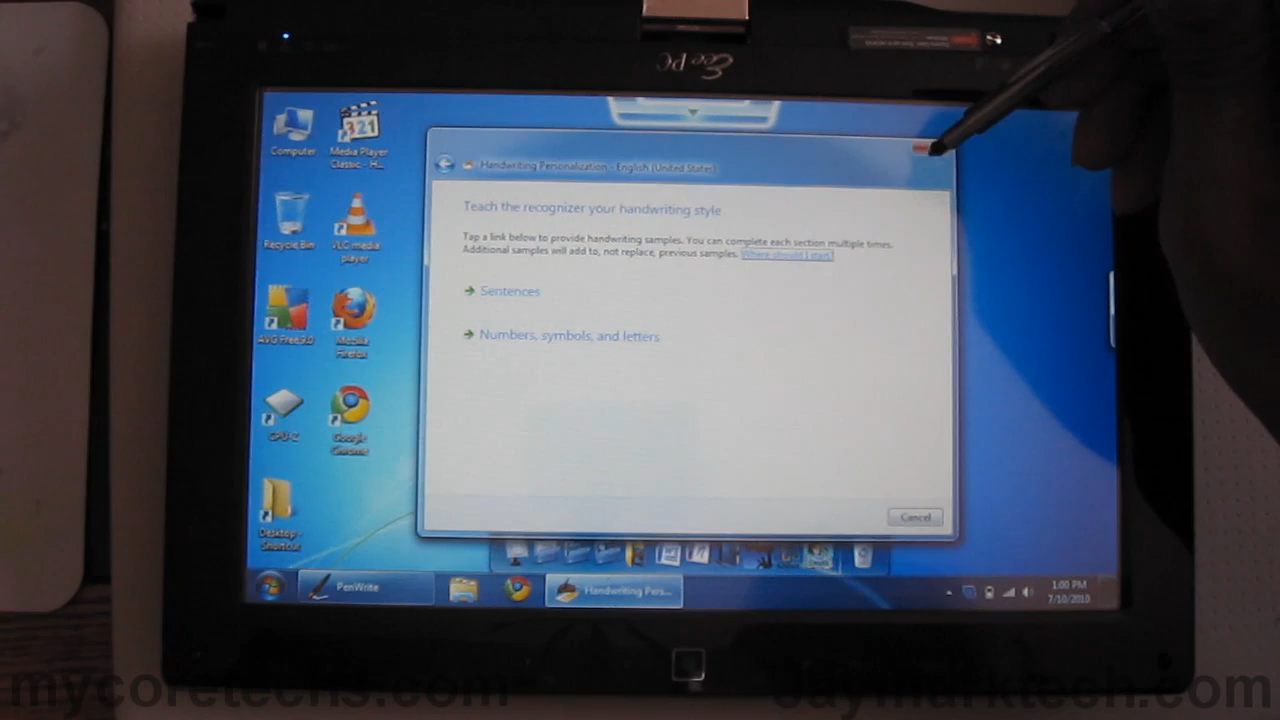 Eee PC
Computer
Media Player
Classic - H...
Handwriting Personalization - English (United States)
Teach the recognizer your handwriting style
Tap a link below to provide handwriting samples. You can complete each section multiple times.
Additional samples will add to, not replace, previous samples. Where should I start?
Recycle Bin
VLC media
player
Sentences
AVG Free 9.0
Mozilla
Firefox
Numbers, symbols, and letters
CPU-Z
Google
Chrome
Desktop -
Shortcut
Cancel
PenWrite
Handwriting Pers...
1:00 PM
7/10/2010
mycoretechs.com
Jaymarktech.com